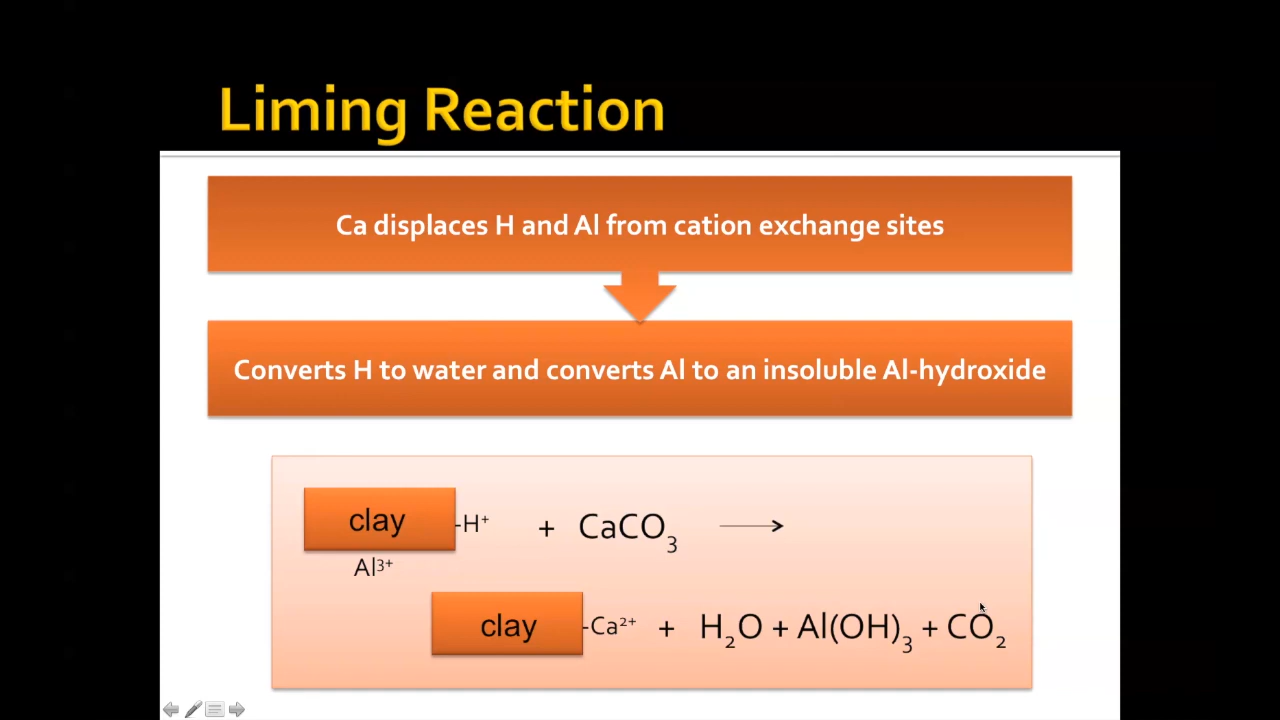 Liming Reaction
Ca displaces H and Al from cation exchange sites
Converts H to water and converts Al to an insoluble Al-hydroxide
clay -H⁺ + CaCO₃ →
Al³⁺
clay -Ca²⁺ + H₂O + Al(OH)₃ + CO₂